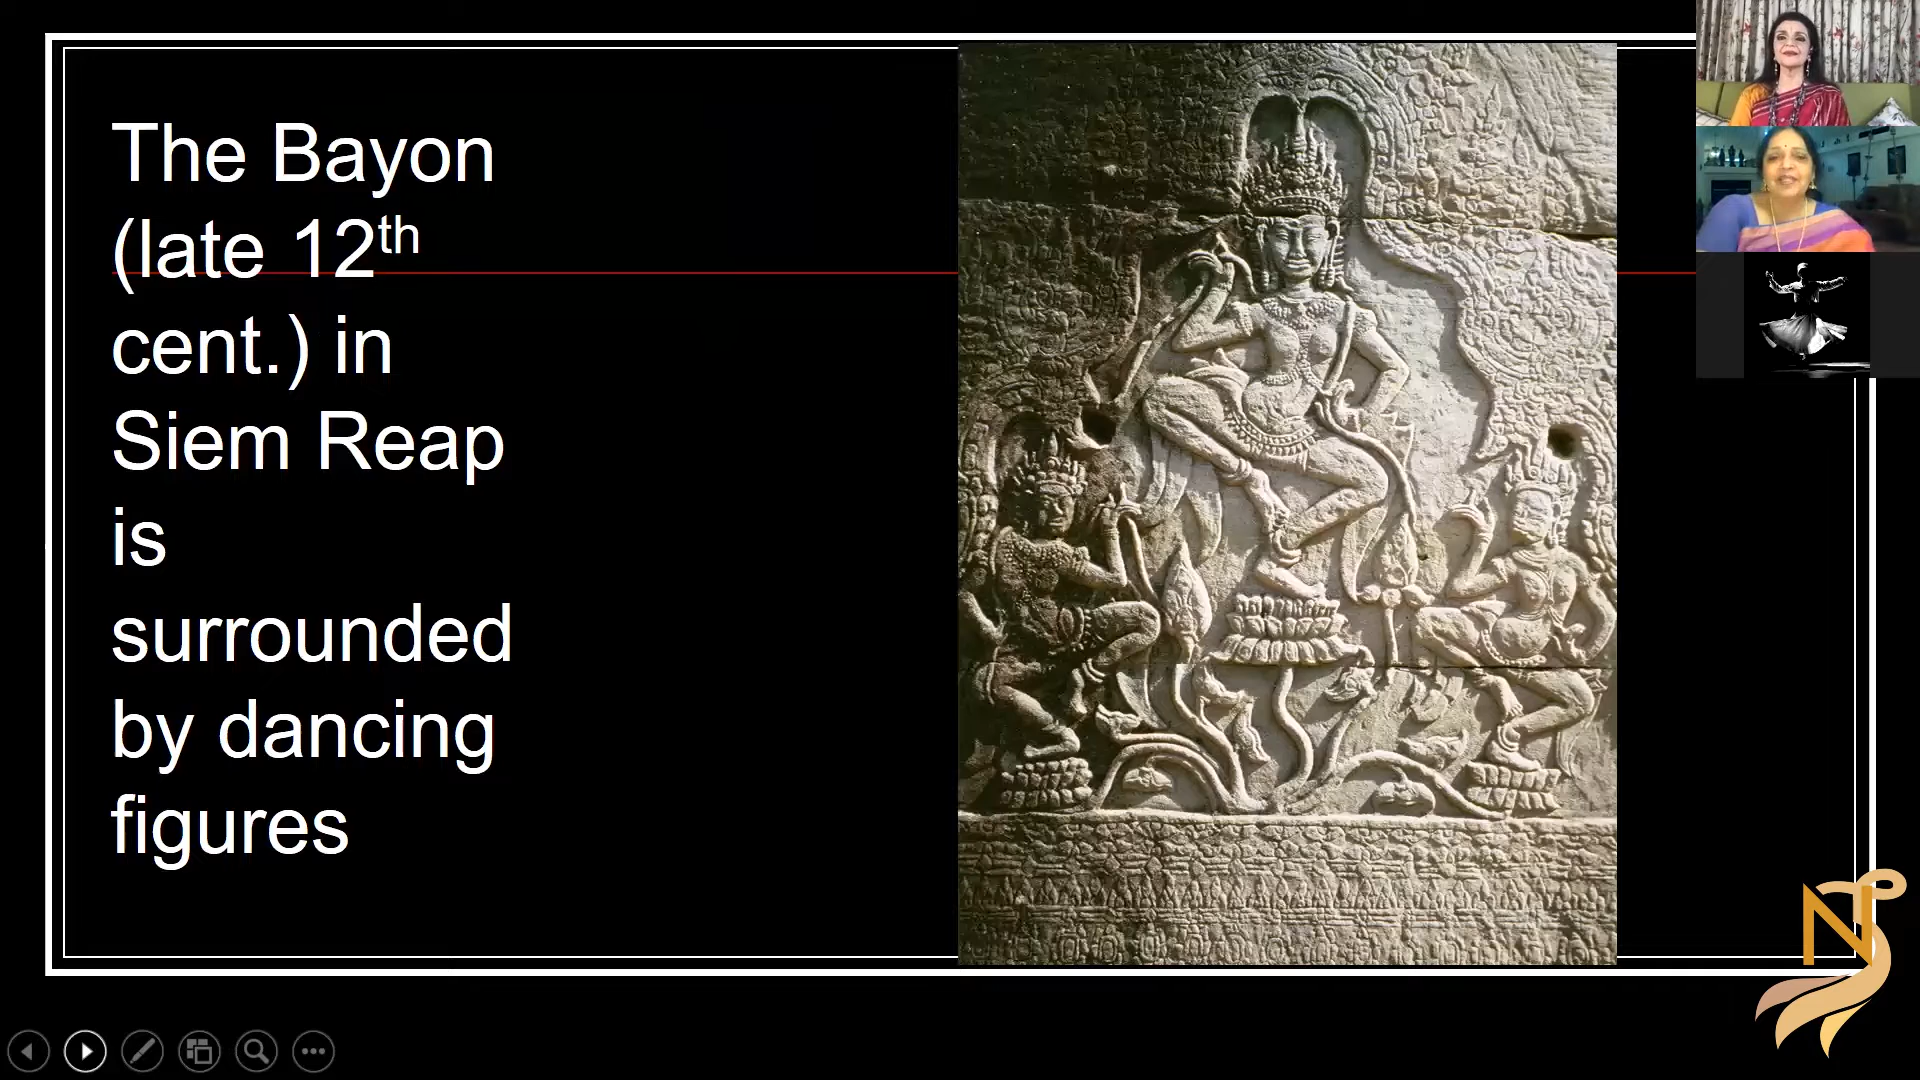 The Bayon
(late 12th
cent.) in
Siem Reap
is
surrounded
by dancing
figures
N